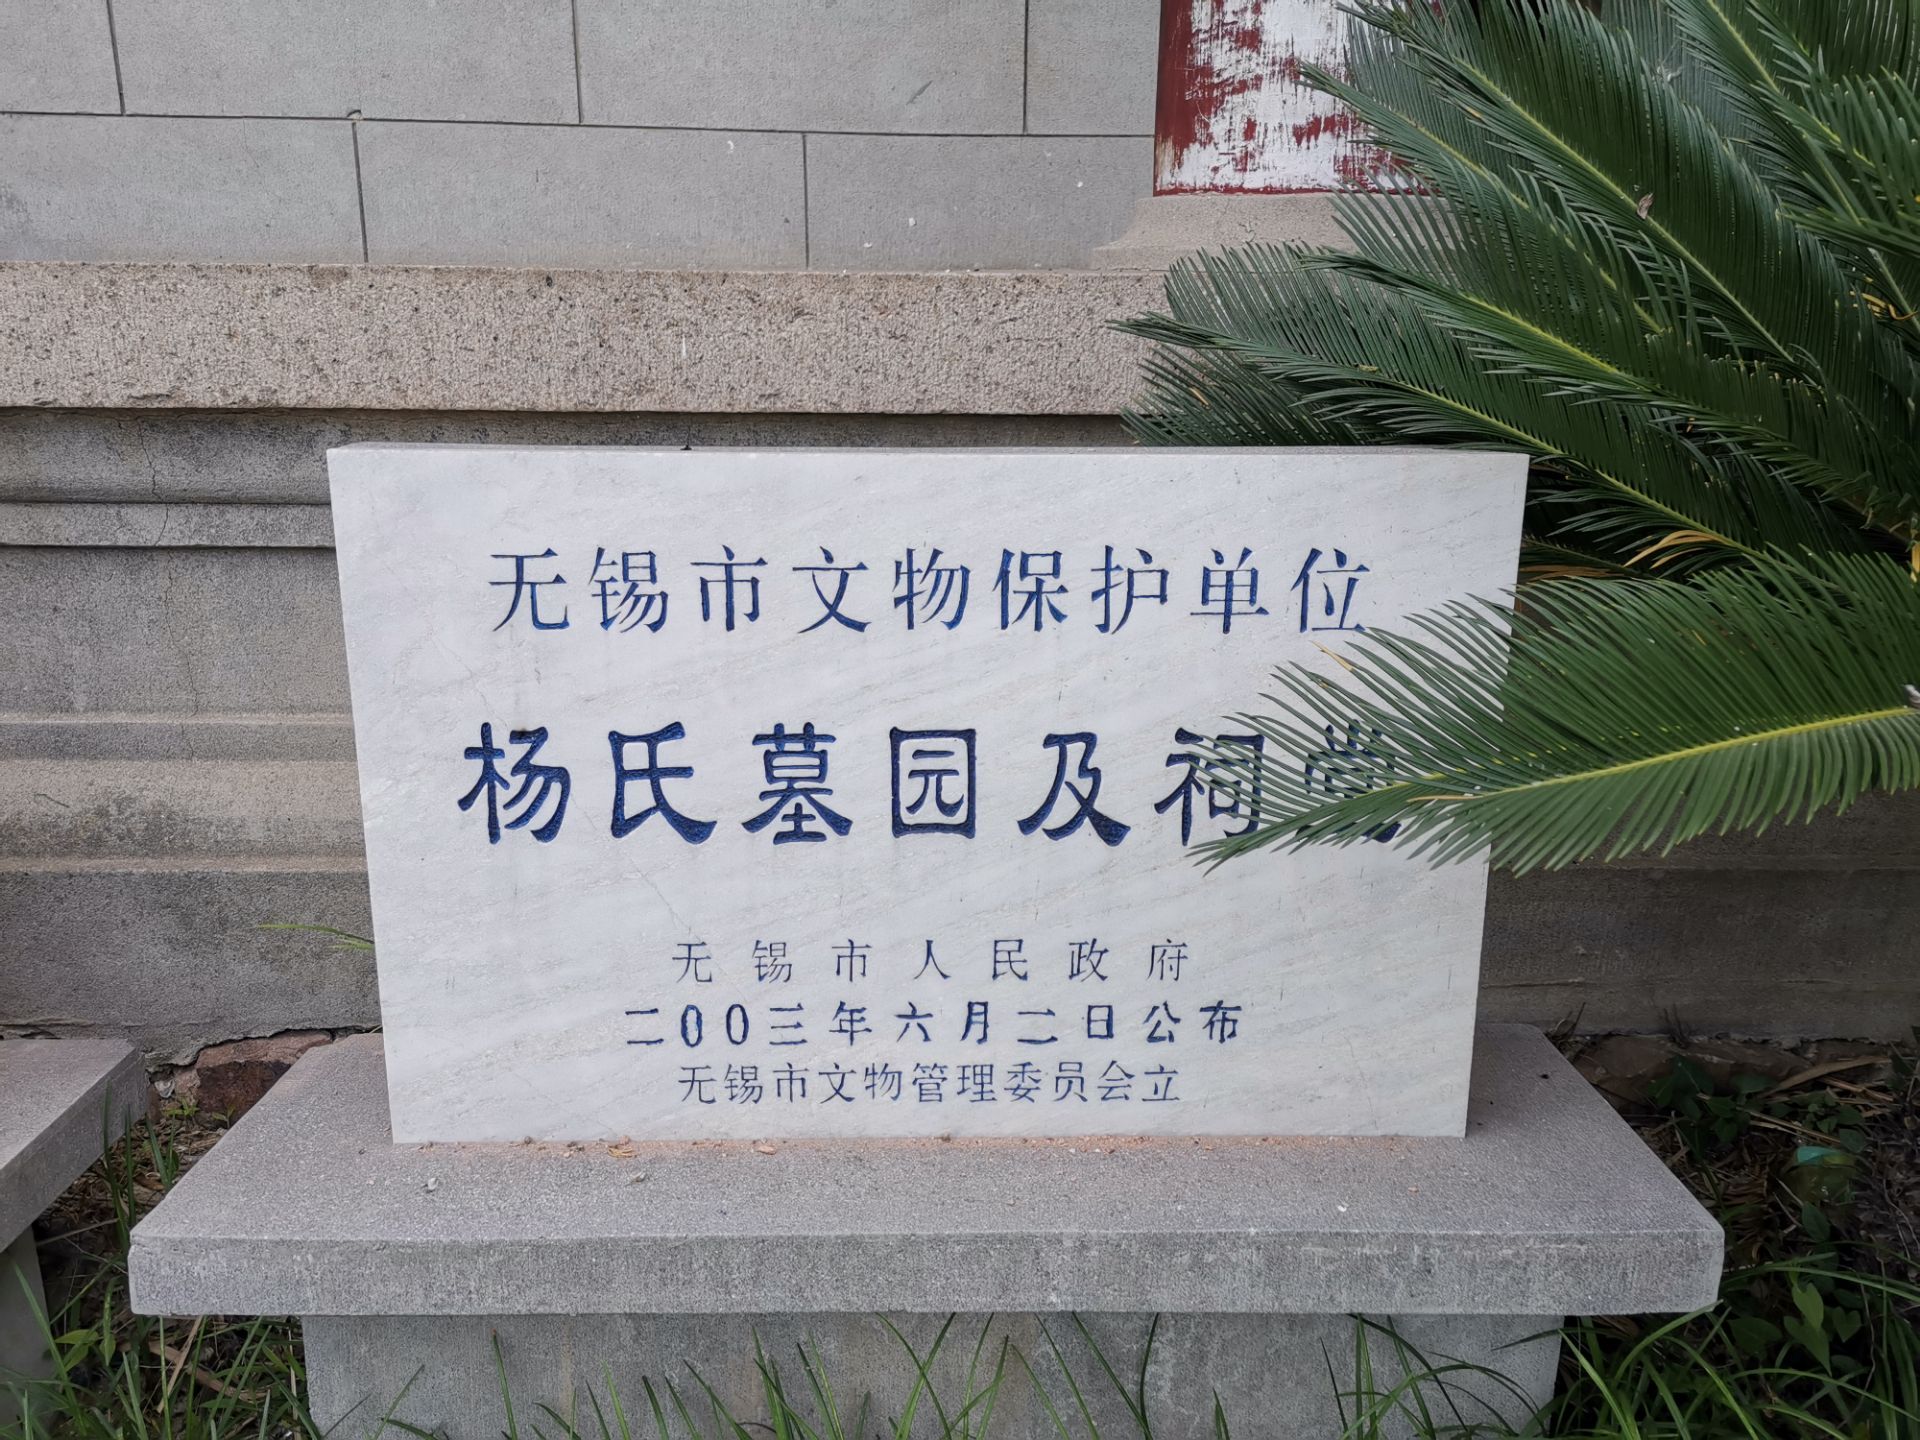 无锡市文物保护单位
杨氏墓园及祠堂
无锡市人民政府
二00三年六月二日公布
无锡市文物管理委员会立